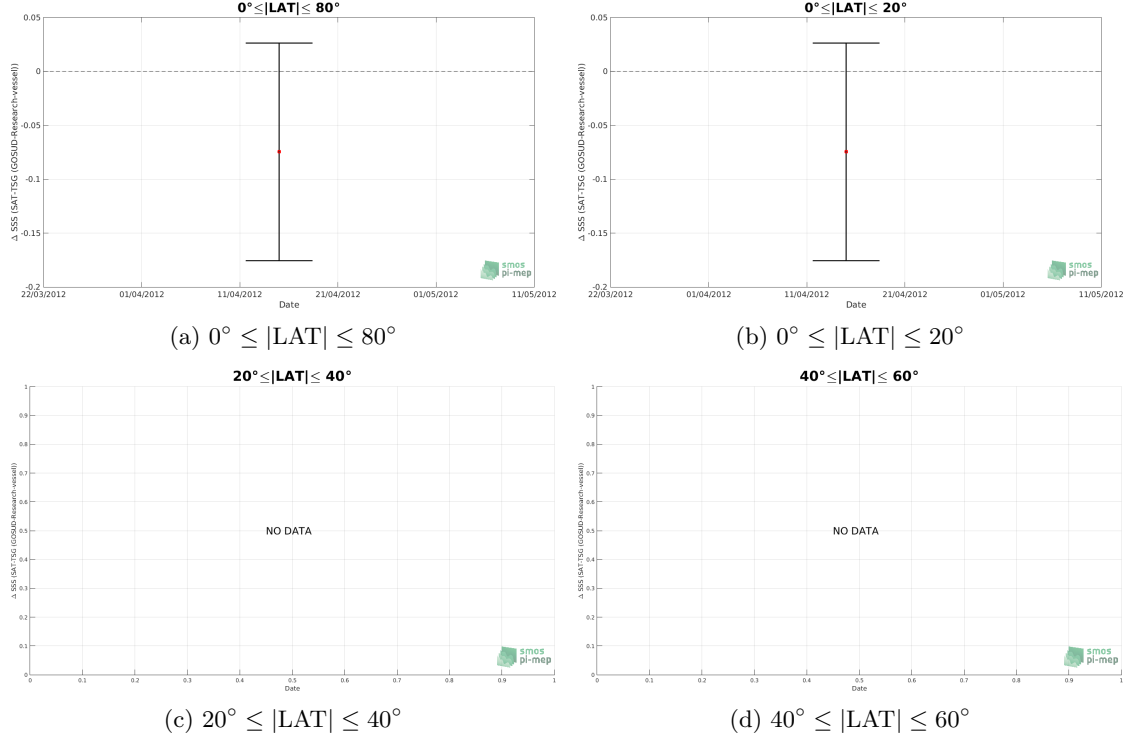 0°≤|LAT|≤ 80°
0.05
0
-0.05
-0.1
-0.15
-0.2
Δ SSS (SAT-TSG (GOSUD-Research-vessel))
22/03/2012 01/04/2012 11/04/2012 21/04/2012 01/05/2012 11/05/2012
Date
smos
pi-mep
(a) 0° ≤ |LAT| ≤ 80°
0°≤|LAT|≤ 20°
0.05
0
-0.05
-0.1
-0.15
-0.2
Δ SSS (SAT-TSG (GOSUD-Research-vessel))
22/03/2012 01/04/2012 11/04/2012 21/04/2012 01/05/2012 11/05/2012
Date
smos
pi-mep
(b) 0° ≤ |LAT| ≤ 20°
20°≤|LAT|≤ 40°
1
0.9
0.8
0.7
0.6
0.5
0.4
0.3
0.2
0.1
0
Δ SSS (SAT-TSG (GOSUD-Research-vessel))
NO DATA
0 0.1 0.2 0.3 0.4 0.5 0.6 0.7 0.8 0.9 1
Date
smos
pi-mep
(c) 20° ≤ |LAT| ≤ 40°
40°≤|LAT|≤ 60°
1
0.9
0.8
0.7
0.6
0.5
0.4
0.3
0.2
0.1
0
Δ SSS (SAT-TSG (GOSUD-Research-vessel))
NO DATA
0 0.1 0.2 0.3 0.4 0.5 0.6 0.7 0.8 0.9 1
Date
smos
pi-mep
(d) 40° ≤ |LAT| ≤ 60°